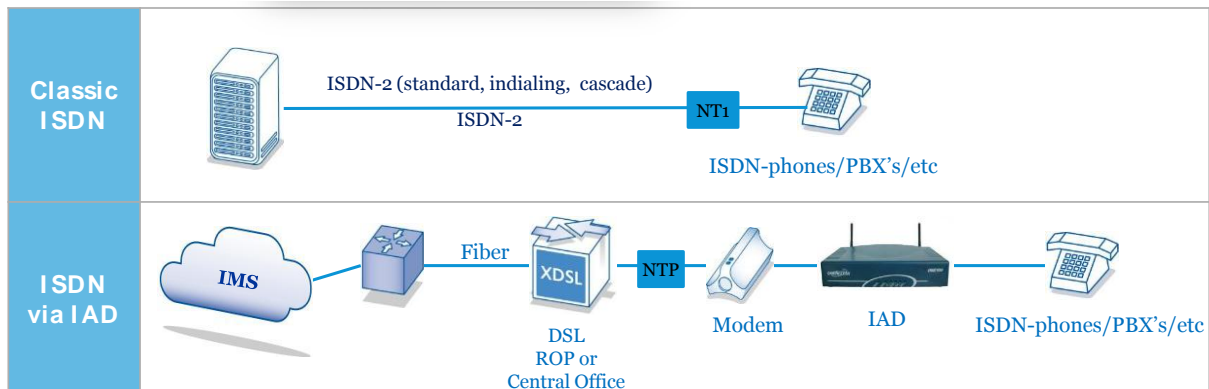 Classic
ISDN
ISDN-2 (standard, indialing, cascade)
ISDN-2
NT1
ISDN-phones/PBX's/etc
ISDN
via IAD
IMS
Fiber
XDSL
NTP
DSL
ROP or
Central Office
Modem
IAD
ISDN-phones/PBX's/etc